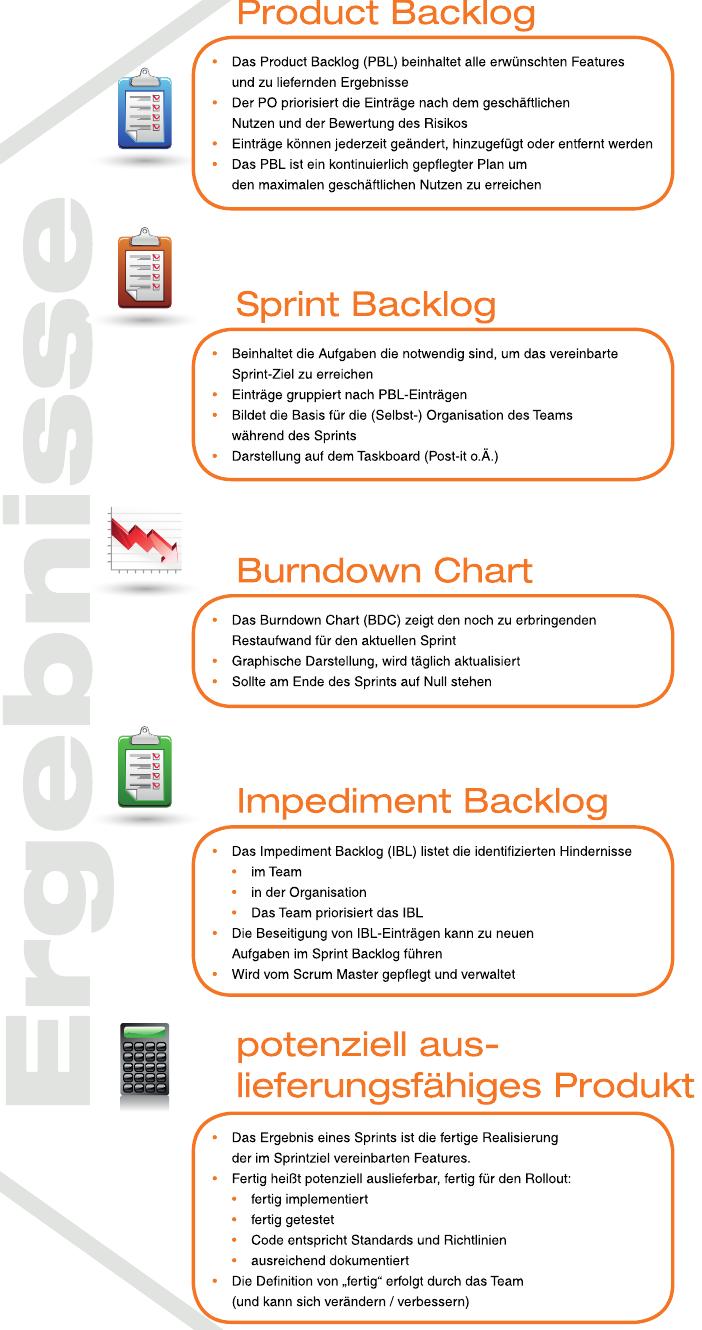 Ergebnisse
Product Backlog
• Das Product Backlog (PBL) beinhaltet alle erwünschten Features
und zu liefernden Ergebnisse
• Der PO priorisiert die Einträge nach dem geschäftlichen
Nutzen und der Bewertung des Risikos
• Einträge können jederzeit geändert, hinzugefügt oder entfernt werden
• Das PBL ist ein kontinuierlich gepflegter Plan um
den maximalen geschäftlichen Nutzen zu erreichen
Sprint Backlog
• Beinhaltet die Aufgaben die notwendig sind, um das vereinbarte
Sprint-Ziel zu erreichen
• Einträge gruppiert nach PBL-Einträgen
• Bildet die Basis für die (Selbst-) Organisation des Teams
während des Sprints
• Darstellung auf dem Taskboard (Post-it o.Ä.)
Burndown Chart
• Das Burndown Chart (BDC) zeigt den noch zu erbringenden
Restaufwand für den aktuellen Sprint
• Graphische Darstellung, wird täglich aktualisiert
• Sollte am Ende des Sprints auf Null stehen
Impediment Backlog
• Das Impediment Backlog (IBL) listet die identifizierten Hindernisse
• im Team
• in der Organisation
• Das Team priorisiert das IBL
• Die Beseitigung von IBL-Einträgen kann zu neuen
Aufgaben im Sprint Backlog führen
• Wird vom Scrum Master gepflegt und verwaltet
potenziell aus-
lieferungsfähiges Produkt
• Das Ergebnis eines Sprints ist die fertige Realisierung
der im Sprintziel vereinbarten Features.
• Fertig heißt potenziell auslieferbar, fertig für den Rollout:
• fertig implementiert
• fertig getestet
• Code entspricht Standards und Richtlinien
• ausreichend dokumentiert
• Die Definition von „fertig“ erfolgt durch das Team
(und kann sich verändern / verbessern)